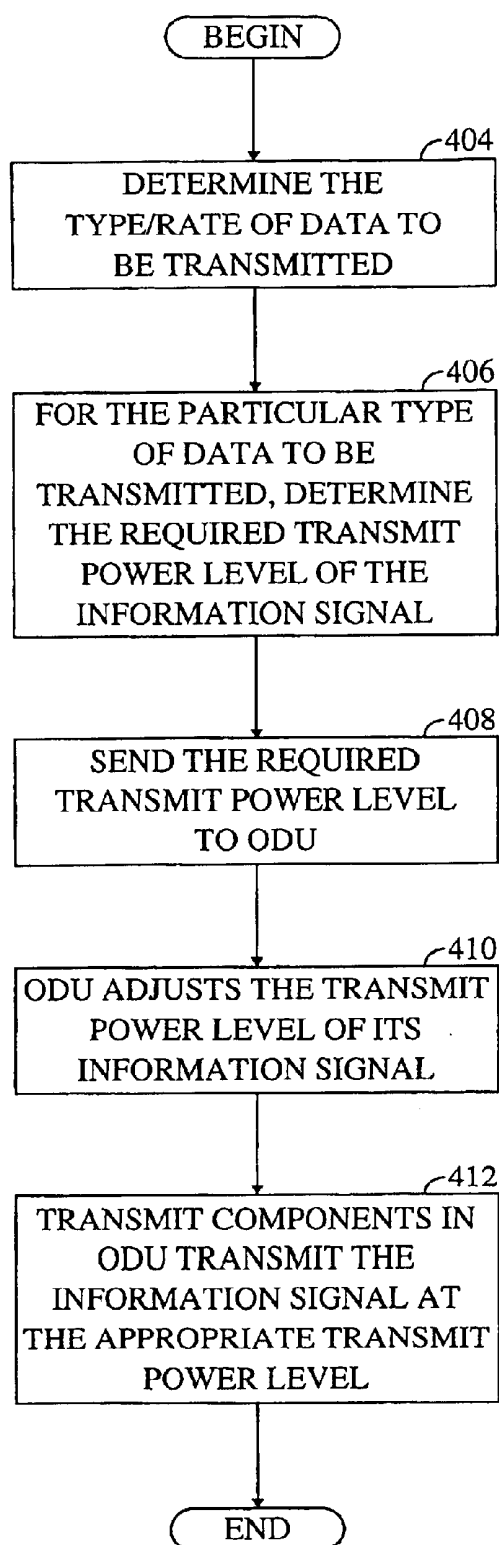 BEGIN
404
DETERMINE THE
TYPE/RATE OF DATA TO
BE TRANSMITTED
406
FOR THE PARTICULAR TYPE
OF DATA TO BE
TRANSMITTED, DETERMINE
THE REQUIRED TRANSMIT
POWER LEVEL OF THE
INFORMATION SIGNAL
408
SEND THE REQUIRED
TRANSMIT POWER LEVEL
TO ODU
410
ODU ADJUSTS THE TRANSMIT
POWER LEVEL OF ITS
INFORMATION SIGNAL
412
TRANSMIT COMPONENTS IN
ODU TRANSMIT THE
INFORMATION SIGNAL AT
THE APPROPRIATE TRANSMIT
POWER LEVEL
END